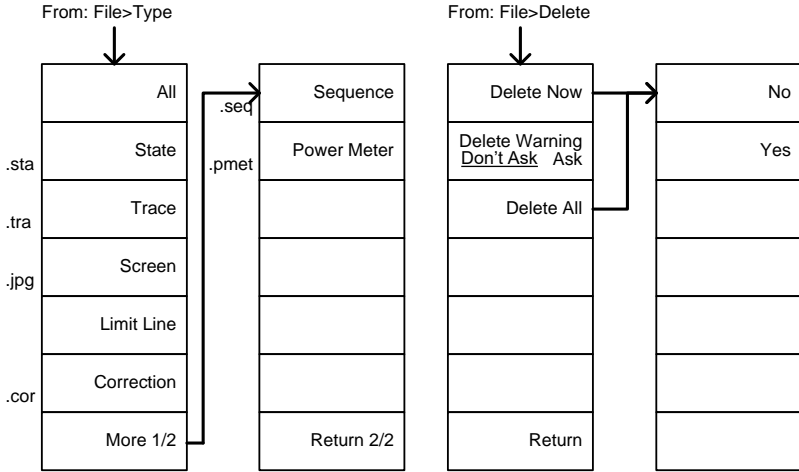 From: File>Type
All
.sta
State
.tra
Trace
.jpg
Screen
Limit Line
.cor
Correction
More 1/2
.seq
Sequence
.pmet
Power Meter
Return 2/2
From: File>Delete
Delete Now
Delete Warning
Don't Ask Ask
Delete All
Return
No
Yes